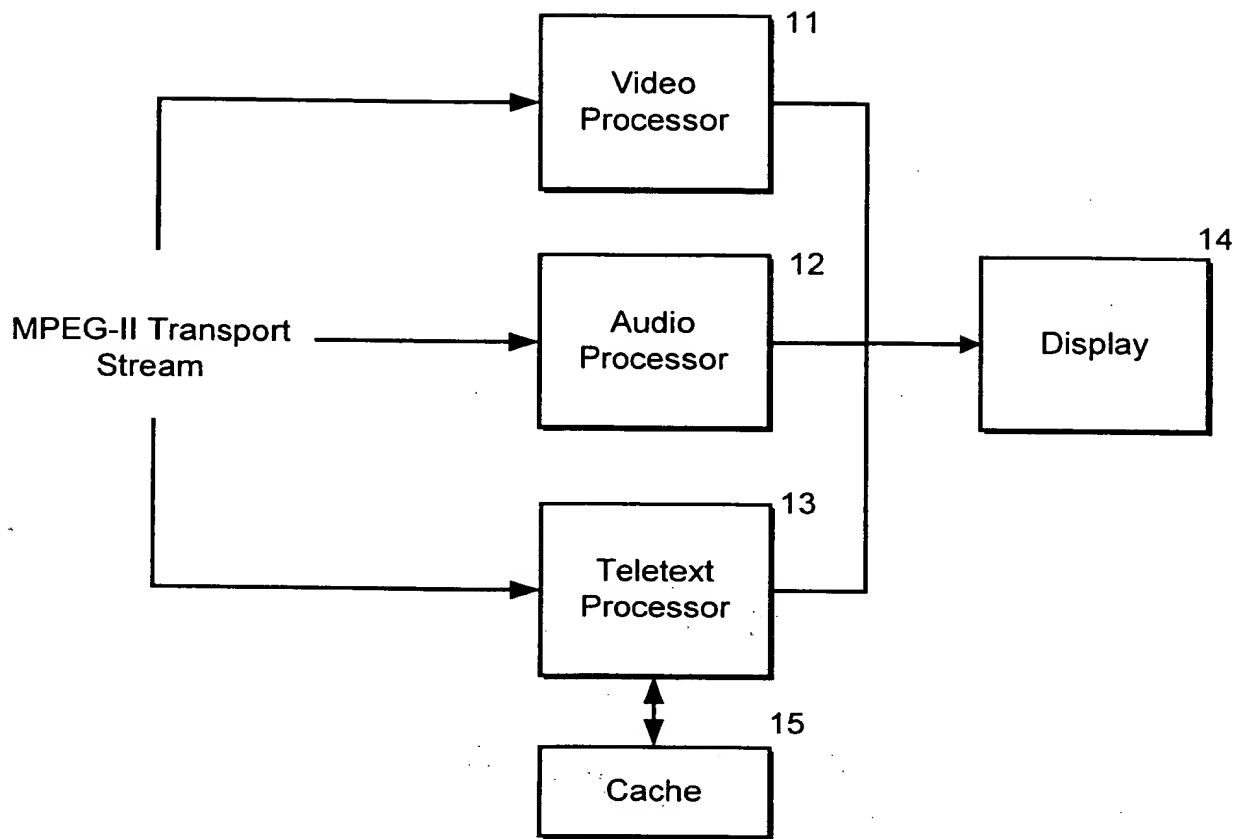 11
Video
Processor
14
12
MPEG-II Transport
Stream
Audio
Processor
Display
13
Teletext
Processor
15
Cache